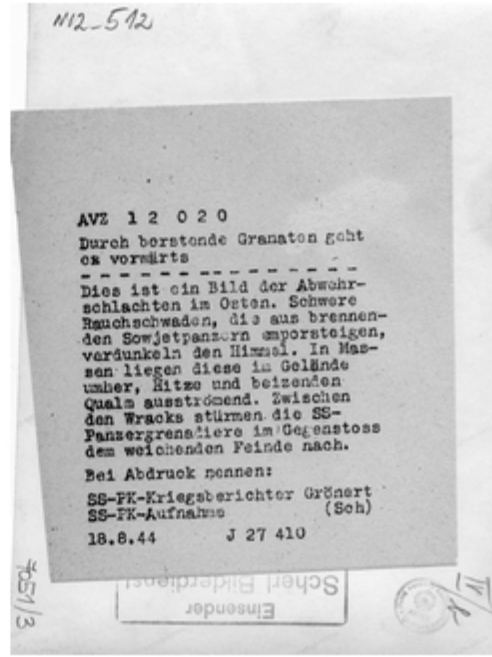 N12-512
AVZ 1 2 0 2 0
Durch berstende Granaten geht
es vorwärts
- - - - - - - - - - - - - - -
Dies ist ein Bild der Abwehr-
schlachten im Osten. Schwere
Rauchschwaden, die aus brennen-
den Sowjetpanzern emporsteigen,
verdunkeln den Himmel. In Mas-
sen liegen diese im Gelände
umher, Hitze und beizenden
Qualm ausströmend. Zwischen
den Wracks stürmen die SS-
Panzergrenadiere im Gegenstoss
dem weichenden Feinde nach.
Bei Abdruck nennen:
SS-PK-Kriegsberichter Grönert
SS-PK-Aufnahme (Sch)
18.8.44 J 27 410
7051/3
Scherl Bilderdienst
Einsender